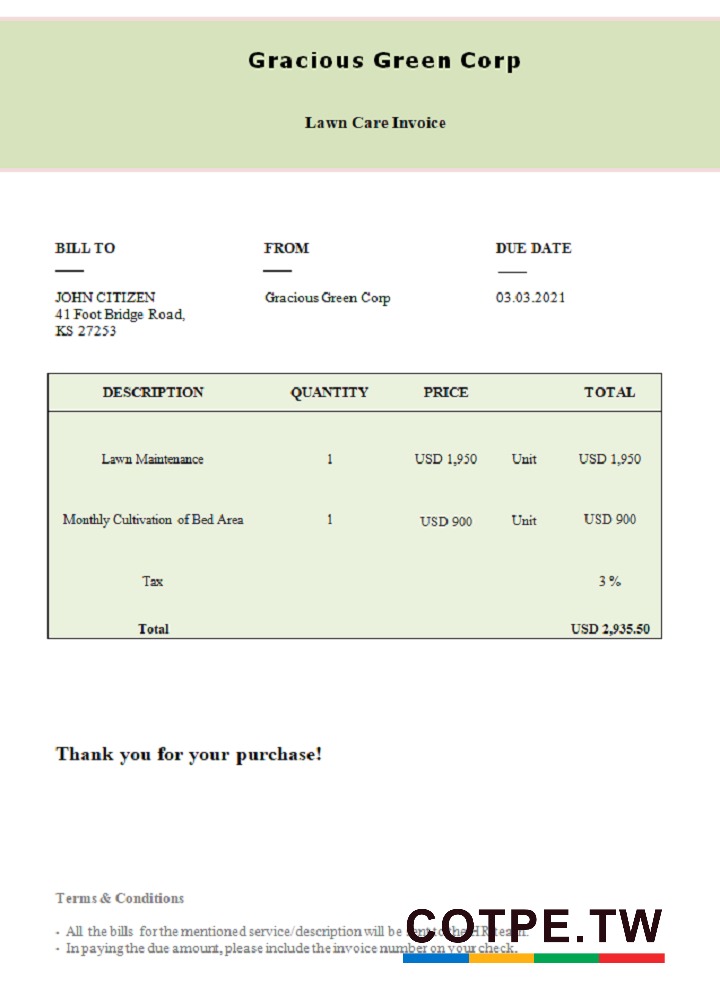 Gracious Green Corp
Lawn Care Invoice
BILL TO
FROM
DUE DATE
JOHN CITIZEN
Gracious Green Corp
03.03.2021
41 Foot Bridge Road,
KS 27253
DESCRIPTION QUANTITY PRICE TOTAL
Lawn Maintenance 1 USD 1,950 Unit USD 1,950
Monthly Cultivation of Bed Area 1 USD 900 Unit USD 900
Tax 3 %
Total USD 2,935.50
Thank you for your purchase!
Terms & Conditions
- All the bills for the mentioned service/description will be sent to the HR team.
- In paying the due amount, please include the invoice number on your check.
COTPE.TW